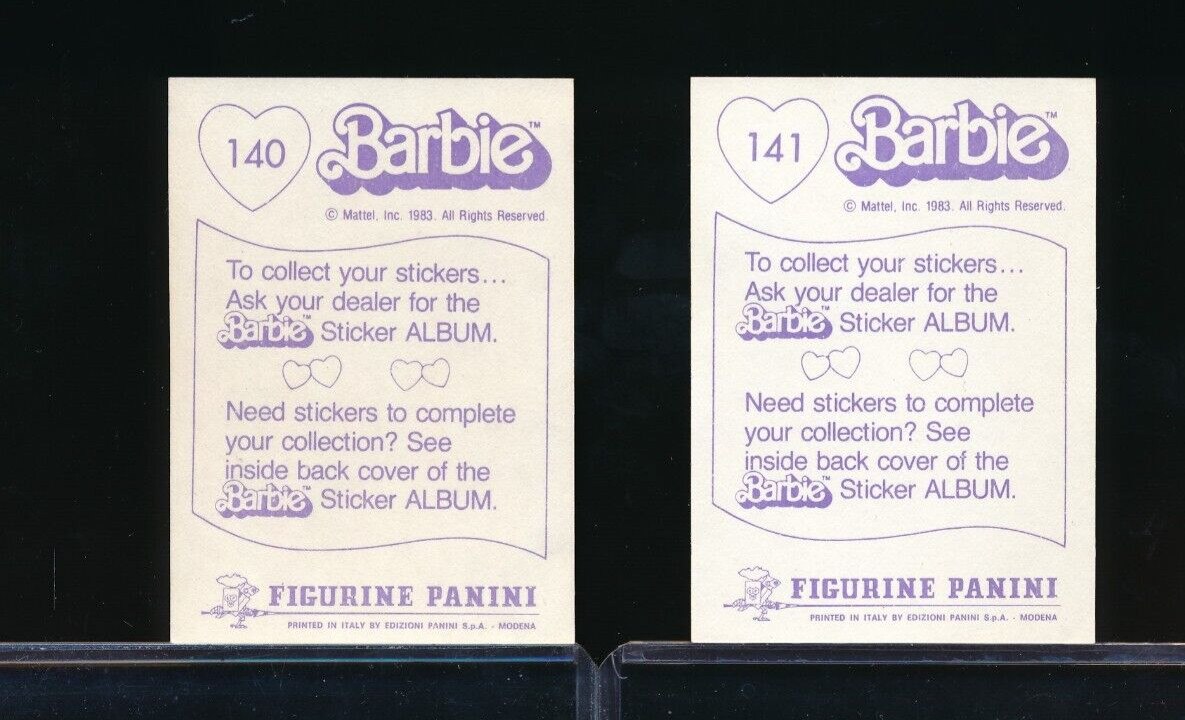 140 Barbie™
© Mattel, Inc. 1983. All Rights Reserved.
To collect your stickers...
Ask your dealer for the
Barbie™ Sticker ALBUM.
Need stickers to complete
your collection? See
inside back cover of the
Barbie™ Sticker ALBUM.
FIGURINE PANINI
PRINTED IN ITALY BY EDIZIONI PANINI S.p.A. - MODENA
141 Barbie™
© Mattel, Inc. 1983. All Rights Reserved.
To collect your stickers...
Ask your dealer for the
Barbie™ Sticker ALBUM.
Need stickers to complete
your collection? See
inside back cover of the
Barbie™ Sticker ALBUM.
FIGURINE PANINI
PRINTED IN ITALY BY EDIZIONI PANINI S.p.A. - MODENA